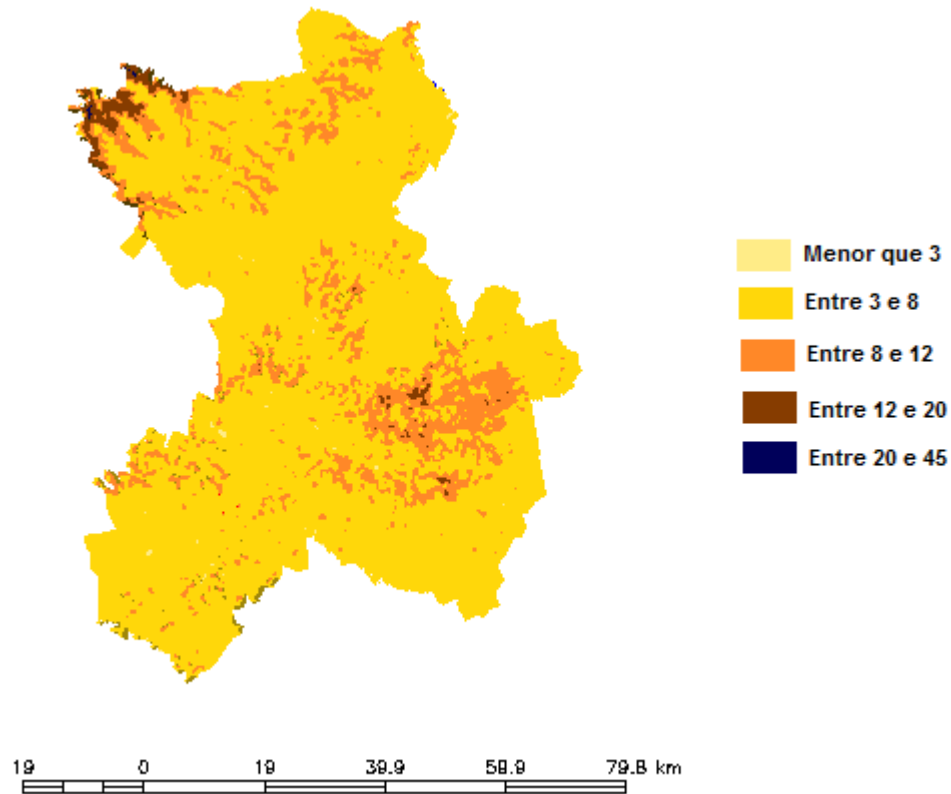 Menor que 3
Entre 3 e 8
Entre 8 e 12
Entre 12 e 20
Entre 20 e 45
19 0 19 39.9 59.9 79.8 km